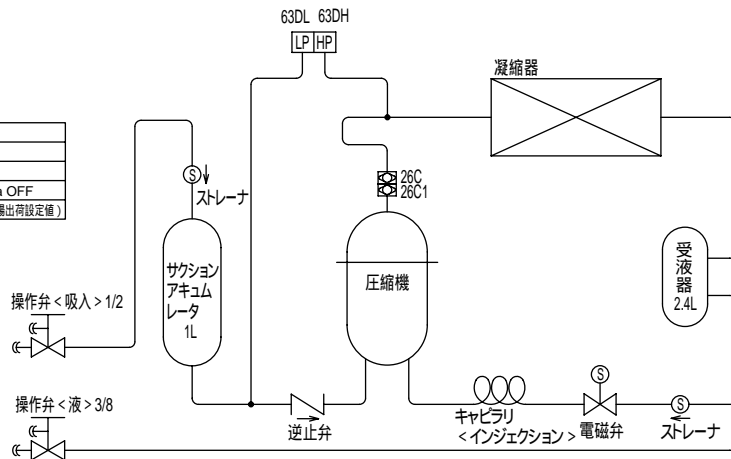 63DL 63DH
LP HP
凝縮器
a OFF
場出荷設定値）
S
ストレーナ
26C
26C1
サクション
アキュム
レータ
1L
圧縮機
受液器
2.4L
操作弁＜吸入＞1/2
操作弁＜液＞3/8
逆止弁
キャピラリ
＜インジェクション＞
S
電磁弁
S
ストレーナ